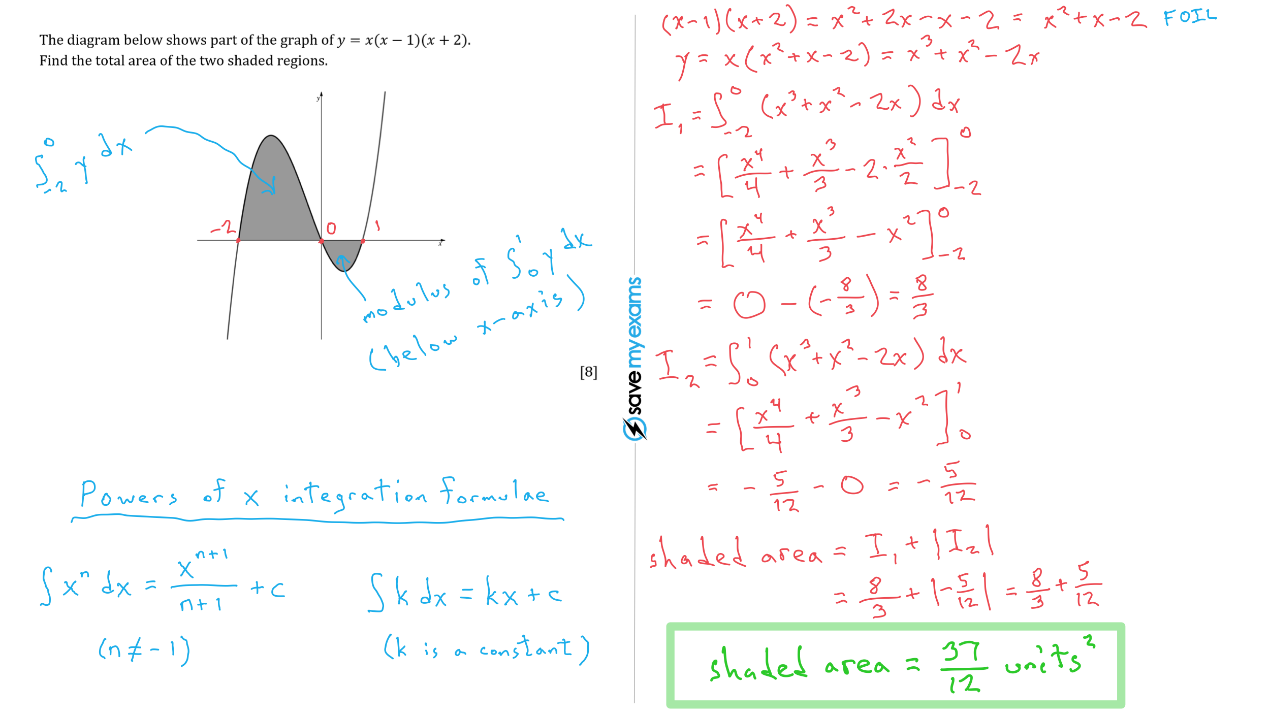 The diagram below shows part of the graph of y = x(x − 1)(x + 2).
Find the total area of the two shaded regions.
y
∫₋₂⁰ y dx
-2
0
1
x
modulus of ∫₀¹ y dx
(below x-axis)
[8]
Powers of x integration formulae
∫ xⁿ dx = xⁿ⁺¹/(n+1) + c
(n ≠ -1)
∫ k dx = kx + c
(k is a constant)
savemyexams
(x-1)(x+2) = x² + 2x - x - 2 = x² + x - 2 FOIL
y = x(x² + x - 2) = x³ + x² - 2x
I₁ = ∫₋₂⁰ (x³ + x² - 2x) dx
= [x⁴/4 + x³/3 - 2·x²/2]₋₂⁰
= [x⁴/4 + x³/3 - x²]₋₂⁰
= 0 - (-8/3) = 8/3
I₂ = ∫₀¹ (x³ + x² - 2x) dx
= [x⁴/4 + x³/3 - x²]₀¹
= - 5/12 - 0 = - 5/12
shaded area = I₁ + |I₂|
= 8/3 + |-5/12| = 8/3 + 5/12
shaded area = 37/12 units²